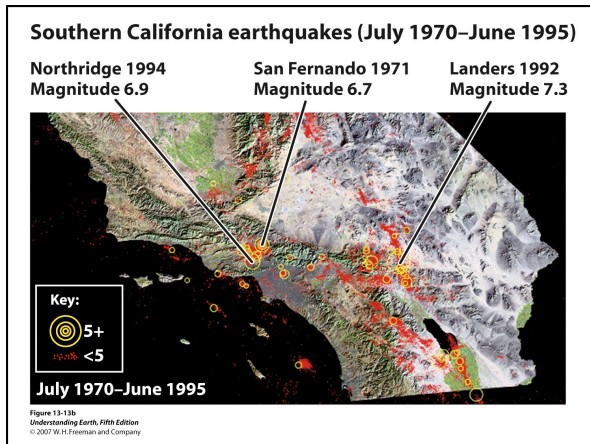 Southern California earthquakes (July 1970–June 1995)
Northridge 1994
Magnitude 6.9
San Fernando 1971
Magnitude 6.7
Landers 1992
Magnitude 7.3
Key:
5+
<5
July 1970–June 1995
Figure 13-13b
Understanding Earth, Fifth Edition
© 2007 W.H. Freeman and Company